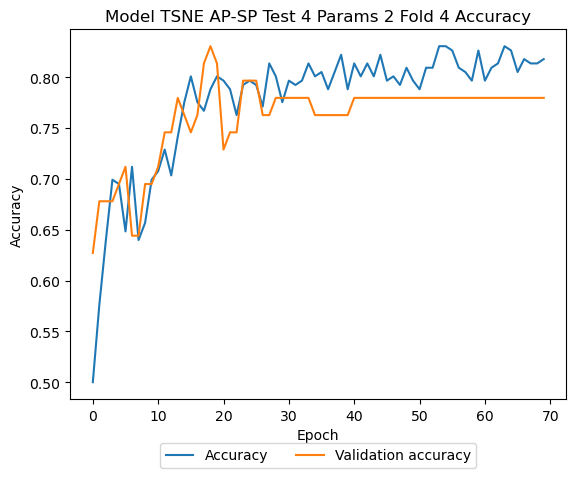 Model TSNE AP-SP Test 4 Params 2 Fold 4 Accuracy
Accuracy
0.80
0.75
0.70
0.65
0.60
0.55
0.50
0 10 20 30 40 50 60 70
Epoch
Accuracy Validation accuracy